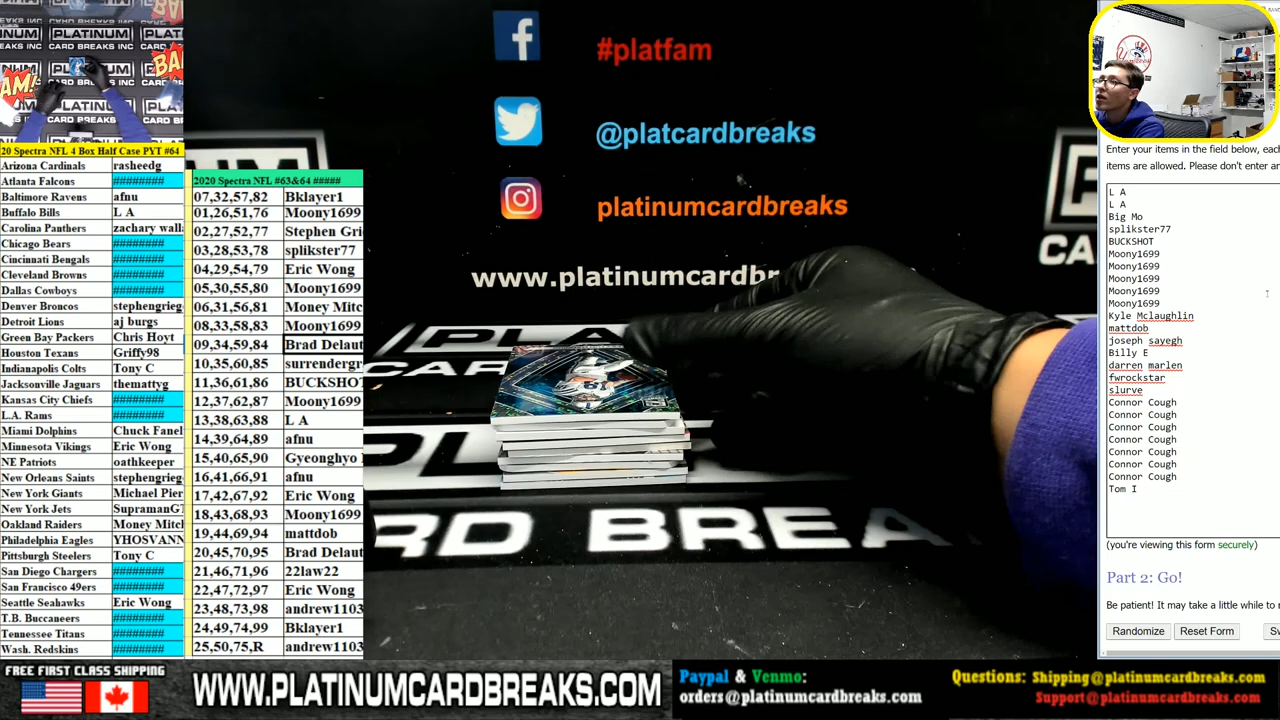 PLATINUM
CARD BREAKS INC
BAM!
20 Spectra NFL 4 Box Half Case PYT #64
Arizona Cardinals rasheedg
Atlanta Falcons ########
Baltimore Ravens afnu
Buffalo Bills L A
Carolina Panthers zachary wall
Chicago Bears ########
Cincinnati Bengals ########
Cleveland Browns ########
Dallas Cowboys ########
Denver Broncos stephengrieg
Detroit Lions aj burgs
Green Bay Packers Chris Hoyt
Houston Texans Griffy98
Indianapolis Colts Tony C
Jacksonville Jaguars themattyg
Kansas City Chiefs ########
L.A. Rams ########
Miami Dolphins Chuck Fanel
Minnesota Vikings Eric Wong
NE Patriots oathkeeper
New Orleans Saints stephengrieg
New York Giants Michael Pier
New York Jets SupramanGT
Oakland Raiders Money Mitch
Philadelphia Eagles YHOSVANN
Pittsburgh Steelers Tony C
San Diego Chargers ########
San Francisco 49ers ########
Seattle Seahawks Eric Wong
T.B. Buccaneers ########
Tennessee Titans ########
Wash. Redskins ########
2020 Spectra NFL #63&64 #####
07,32,57,82 Bklayer1
01,26,51,76 Moony1699
02,27,52,77 Stephen Gri
03,28,53,78 splikster77
04,29,54,79 Eric Wong
05,30,55,80 Moony1699
06,31,56,81 Money Mitc
08,33,58,83 Moony1699
09,34,59,84 Brad Delaut
10,35,60,85 surrendergr
11,36,61,86 BUCKSHOT
12,37,62,87 Moony1699
13,38,63,88 L A
14,39,64,89 afnu
15,40,65,90 Gyeonghyo
16,41,66,91 afnu
17,42,67,92 Eric Wong
18,43,68,93 Moony1699
19,44,69,94 mattdob
20,45,70,95 Brad Delaut
21,46,71,96 22law22
22,47,72,97 Eric Wong
23,48,73,98 andrew1103
24,49,74,99 Bklayer1
25,50,75,R andrew1103
#platfam
@platcardbreaks
platinumcardbreaks
www.platinumcardbr
CA
RD BREA
Enter your items in the field below, eac
items are allowed. Please don't enter an
L A
L A
Big Mo
splikster77
BUCKSHOT
Moony1699
Moony1699
Moony1699
Moony1699
Moony1699
Kyle Mclaughlin
mattdob
joseph sayegh
Billy E
darren marlen
fwrockstar
slurve
Connor Cough
Connor Cough
Connor Cough
Connor Cough
Connor Cough
Connor Cough
Connor Cough
Tom I
(you're viewing this form securely)
Part 2: Go!
Be patient! It may take a little while to r
Randomize Reset Form Su
FREE FIRST CLASS SHIPPING
WWW.PLATINUMCARDBREAKS.COM
Paypal & Venmo:
orders@platinumcardbreaks.com
Questions: Shipping@platinumcardbreaks.com
Support@platinumcardbreaks.com